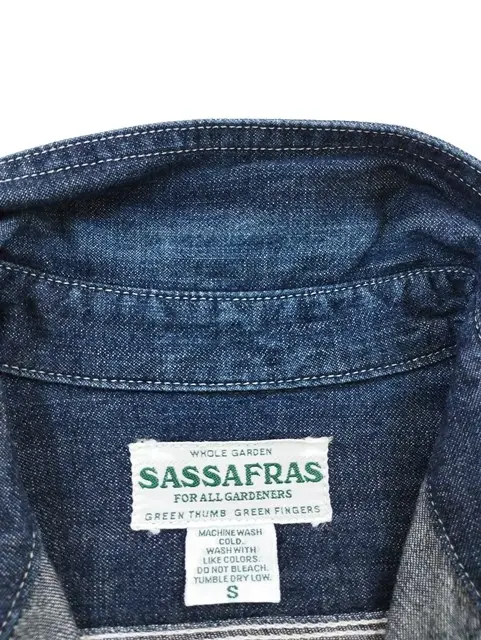 WHOLE GARDEN
SASSAFRAS
FOR ALL GARDENERS
GREEN THUMB GREEN FINGERS
MACHINE WASH
COLD.
WASH WITH
LIKE COLORS.
DO NOT BLEACH.
TUMBLE DRY LOW.
S